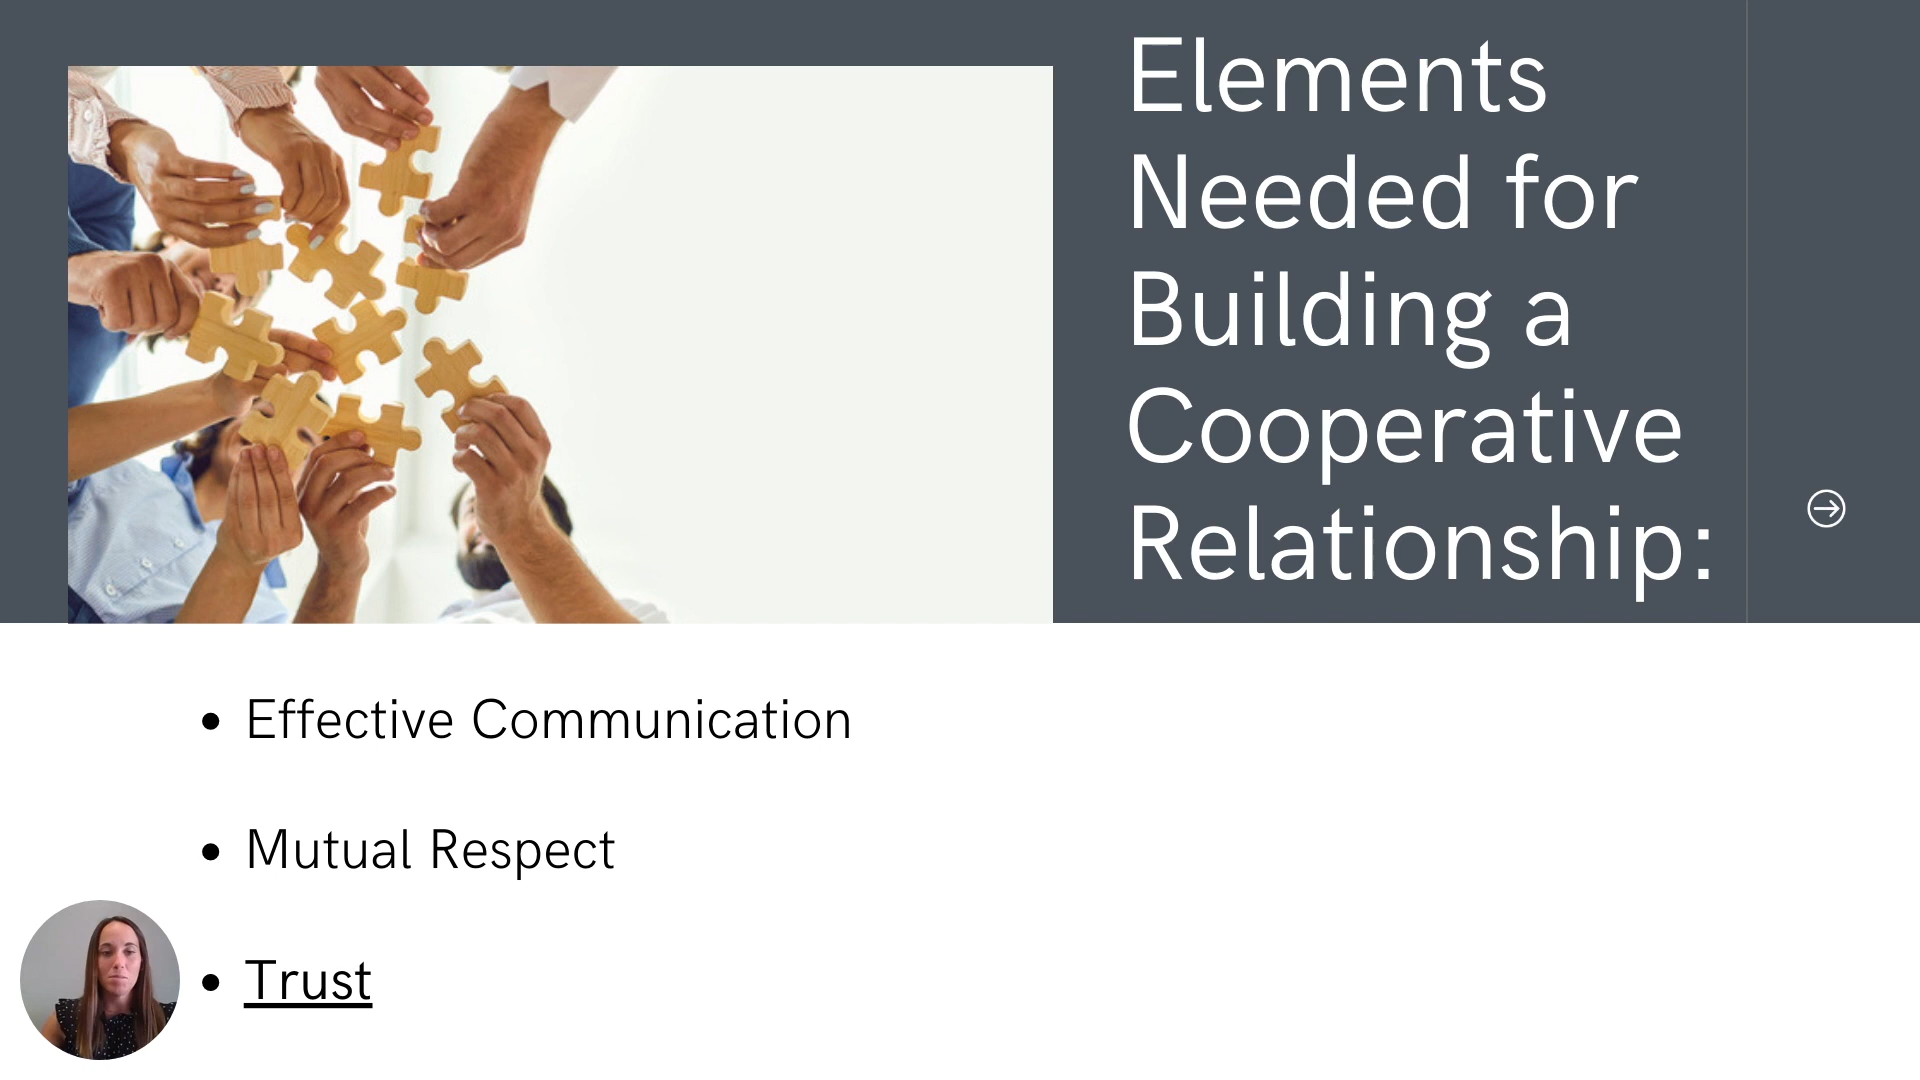 Elements
Needed for
Building a
Cooperative
Relationship:
Effective Communication
Mutual Respect
Trust